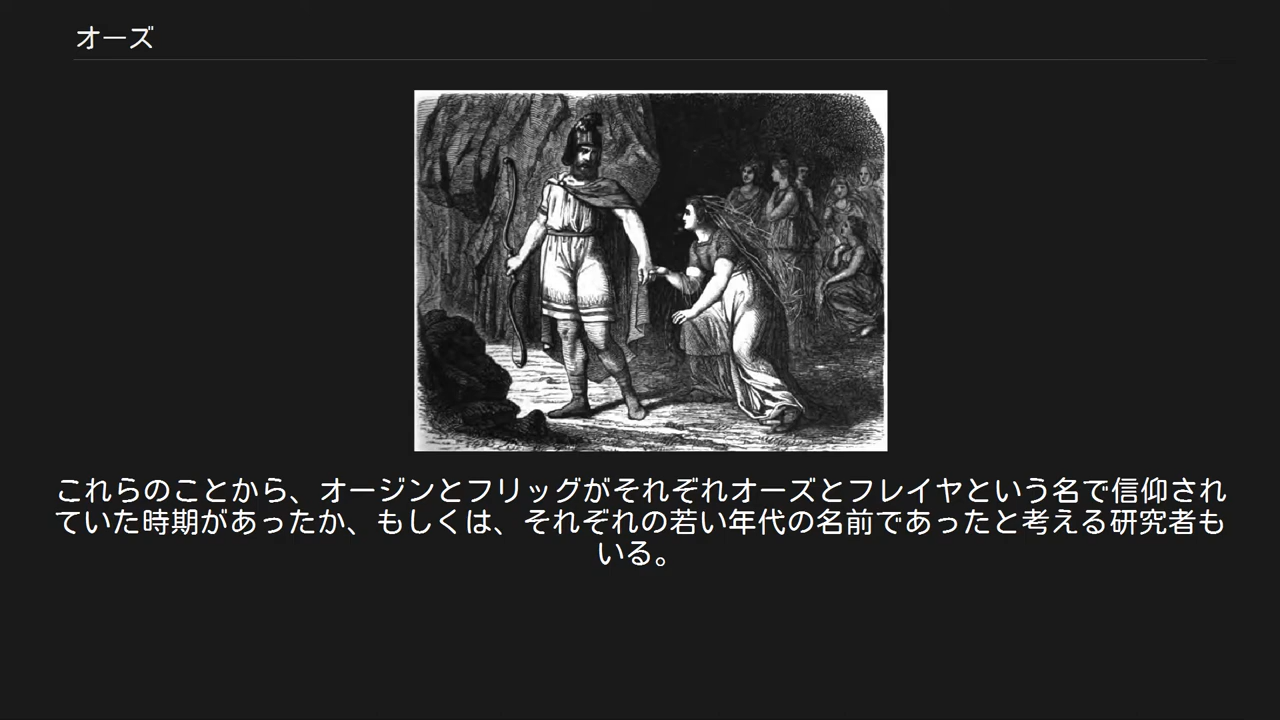 オーズ
これらのことから、オージンとフリッグがそれぞれオーズとフレイヤという名で信仰され
ていた時期があったか、もしくは、それぞれの若い年代の名前であったと考える研究者も
いる。